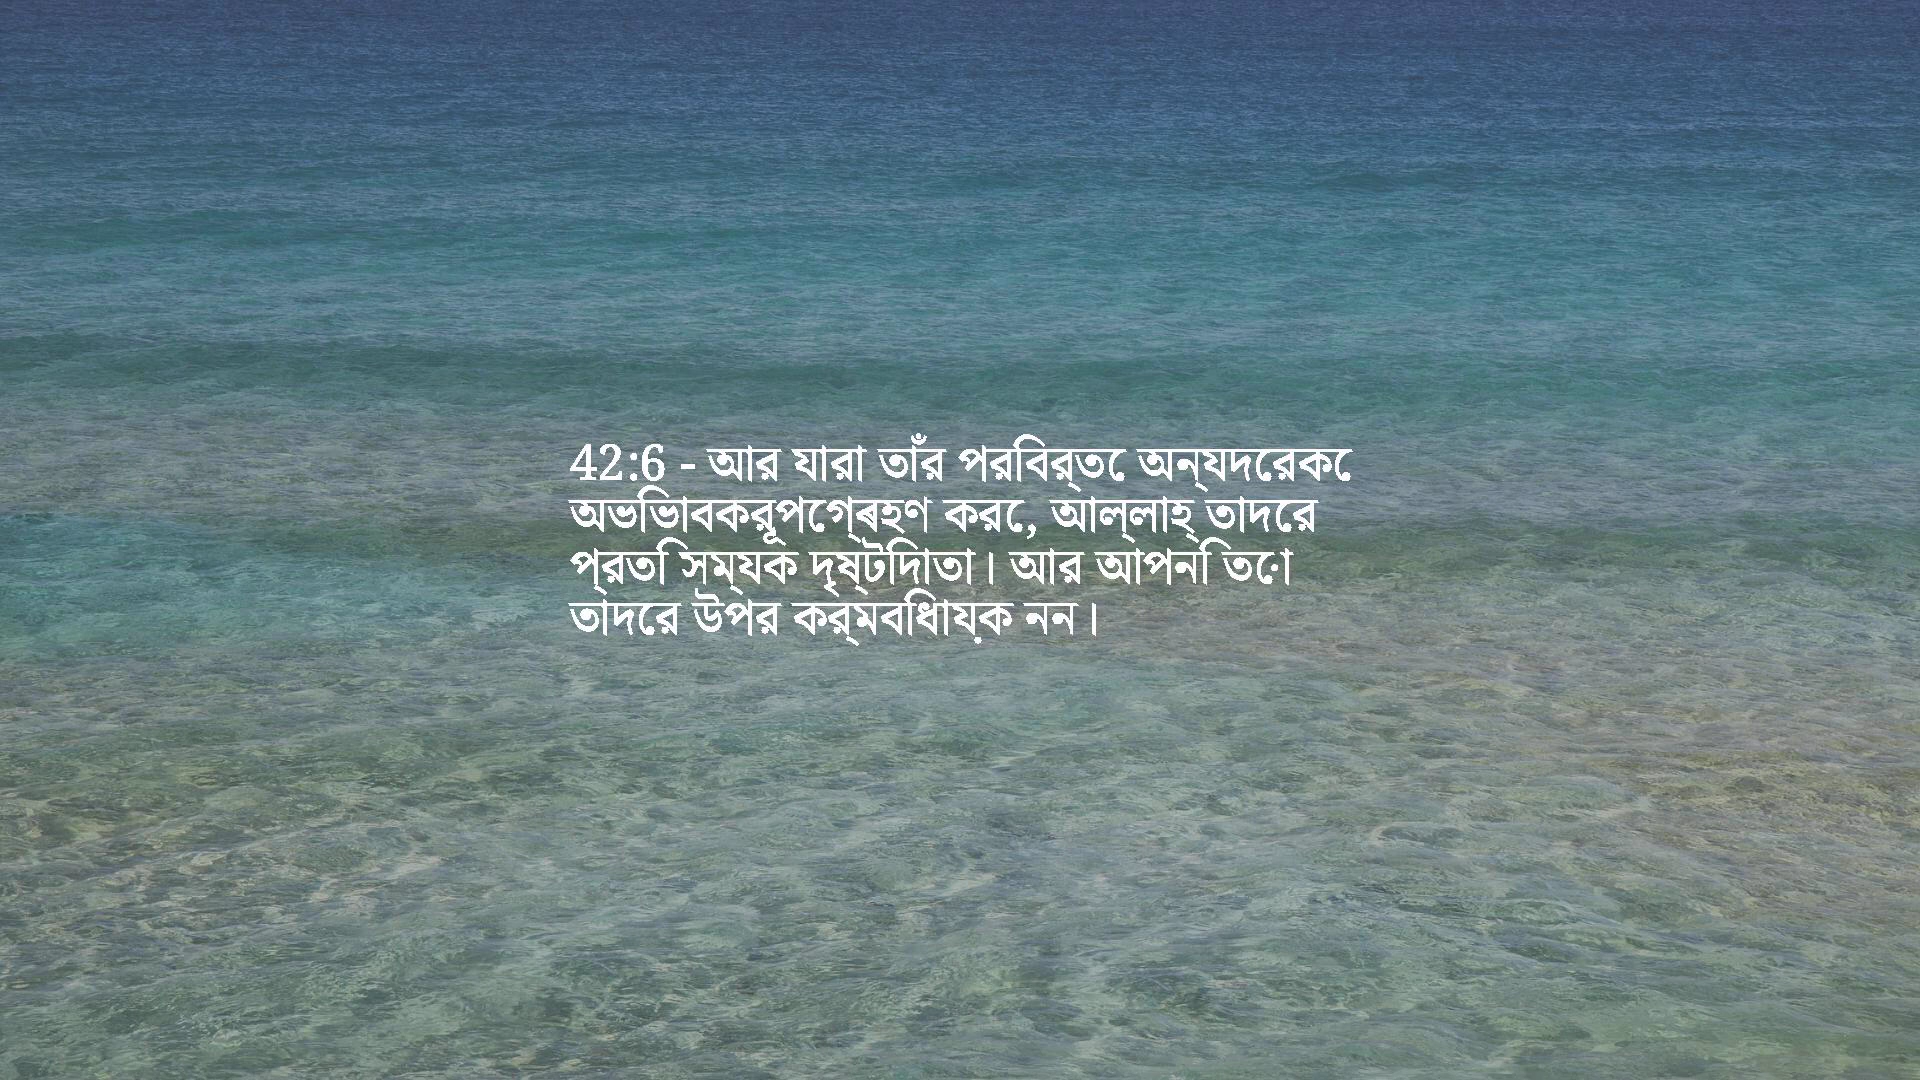 42:6 - আর যারা তাঁর পরিবর্তে অন্যদেরকে
অভিভাবকরূপেগ্ৰহণ করে, আল্লাহ্ তাদের
প্রতি সম্যক দৃষ্টিদাতা। আর আপনি তো
তাদের উপর কর্মবিধায়ক নন।